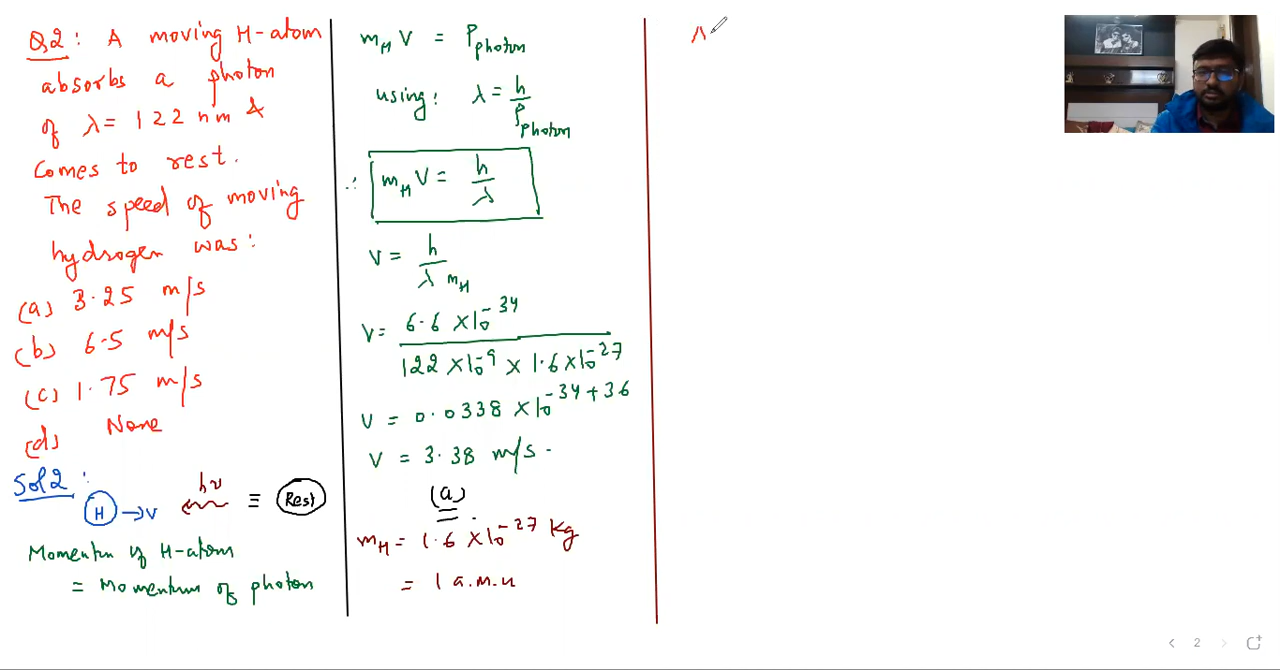 Q2: A moving H-atom
absorbs a photon
of λ = 122 nm &
comes to rest.
The speed of moving
hydrogen was:
(a) 3.25 m/s
(b) 6.5 m/s
(c) 1.75 m/s
(d) None
Sol2:
H → V hν ≡ Rest
Momentum of H-atom
= Momentum of photon
m_H V = P_photon
using: λ = h/P_photon
∴ m_H V = h/λ
V = h/(λ m_H)
V = (6.6 × 10^-34)/(122 × 10^-9 × 1.6 × 10^-27)
V = 0.0338 × 10^(-34+36)
V = 3.38 m/s.
(a)
m_H = 1.6 × 10^-27 Kg
= 1 a.m.u
2